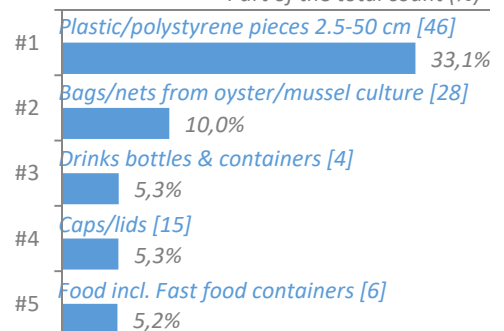 Part of the total count (%)
#1 Plastic/polystyrene pieces 2.5-50 cm [46]
33,1%
#2 Bags/nets from oyster/mussel culture [28]
10,0%
#3 Drinks bottles & containers [4]
5,3%
#4 Caps/lids [15]
5,3%
#5 Food incl. Fast food containers [6]
5,2%